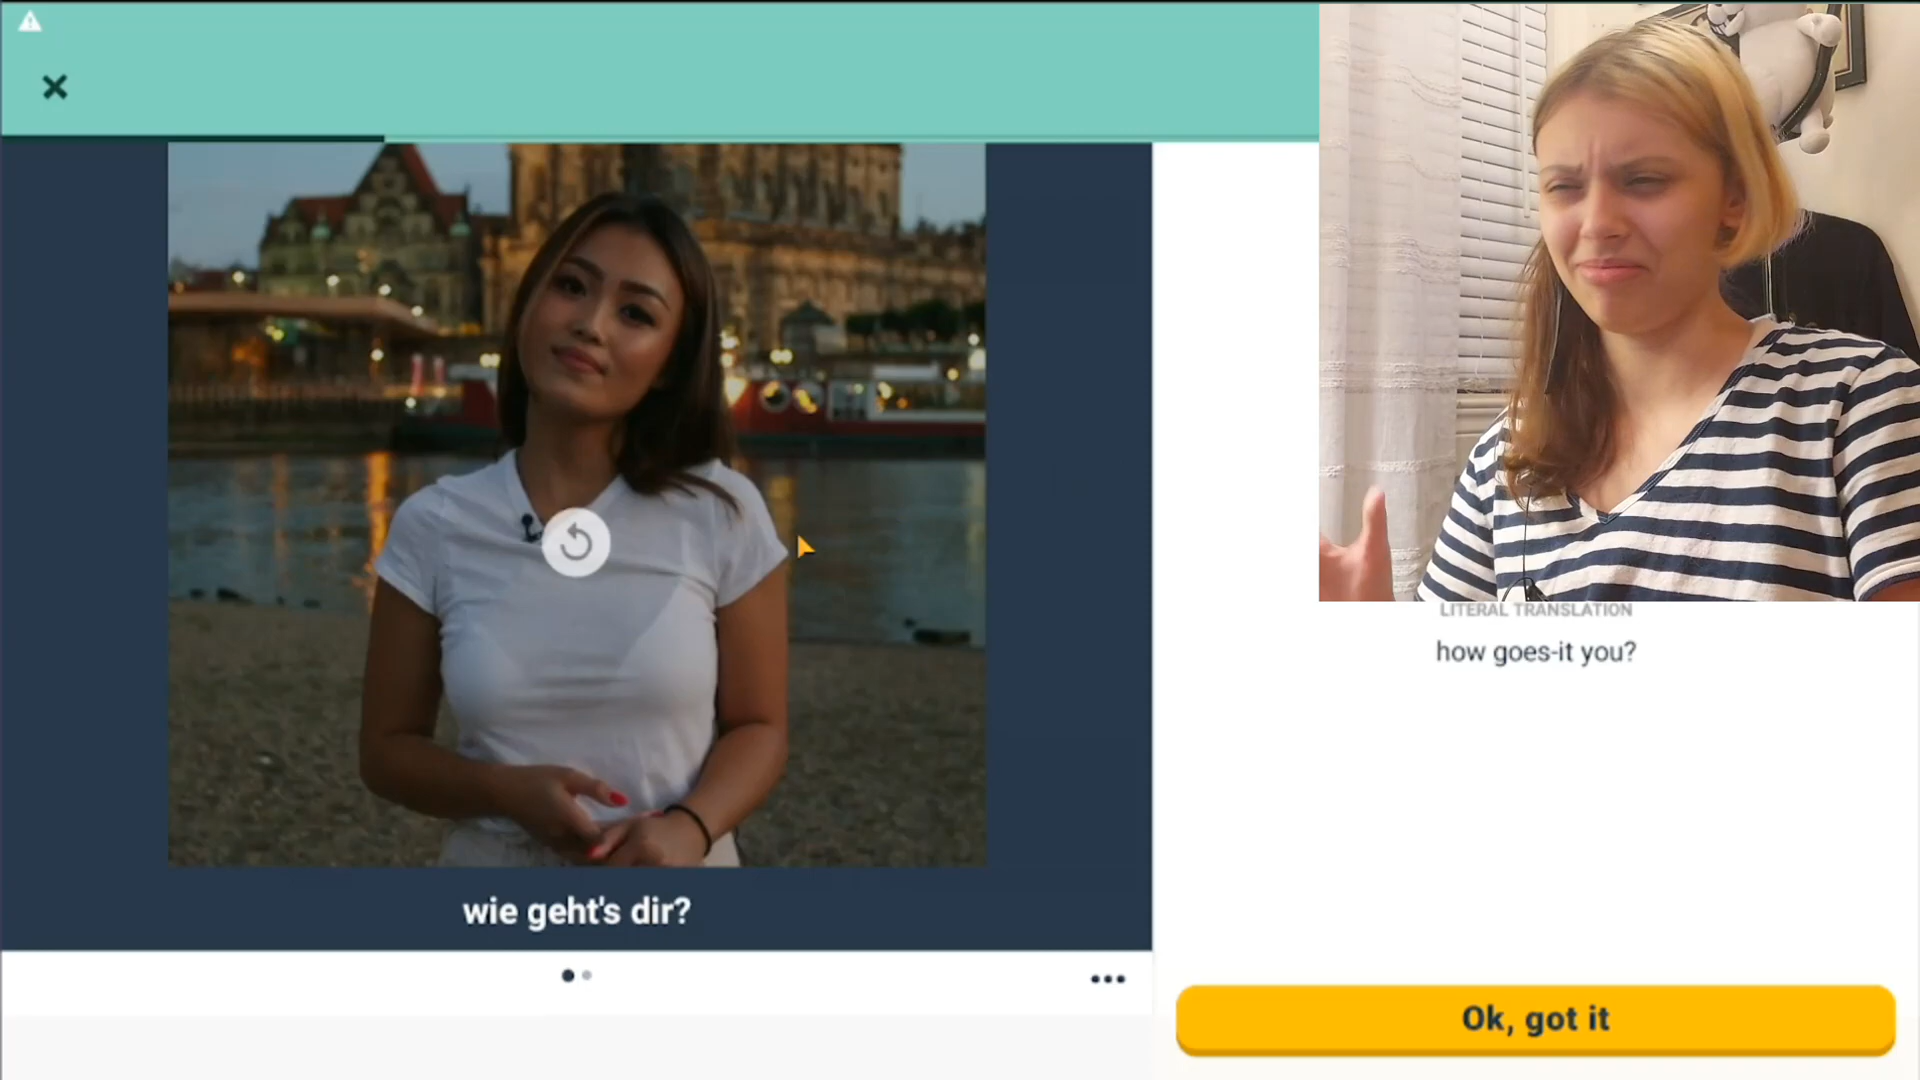 LITERAL TRANSLATION
how goes-it you?
wie geht's dir?
Ok, got it